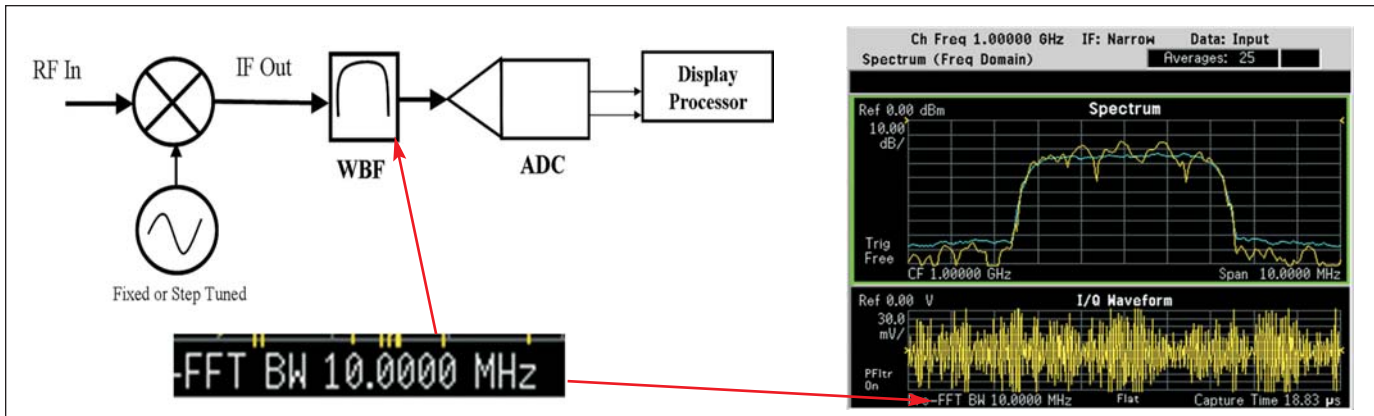 RF In
IF Out
WBF
ADC
Display
Processor
Fixed or Step Tuned
-FFT BW 10.0000 MHz
Ch Freq 1.00000 GHz IF: Narrow Data: Input
Spectrum (Freq Domain) Averages: 25
Ref 0.00 dBm Spectrum
10.00
dB/
Trig
Free
CF 1.00000 GHz Span 10.0000 MHz
Ref 0.00 V I/Q Waveform
30.0
mV/
PFltr
On
-FFT BW 10.0000 MHz Flat Capture Time 18.83 µs